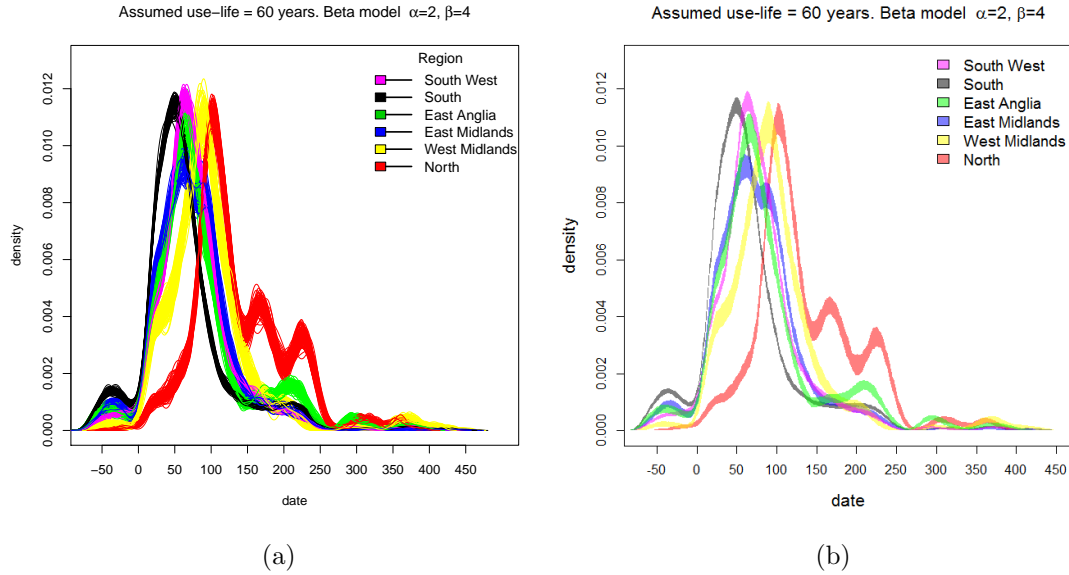 Assumed use−life = 60 years. Beta model α=2, β=4
density
0.012
0.010
0.008
0.006
0.004
0.002
0.000
Region
South West
South
East Anglia
East Midlands
West Midlands
North
−50 0 50 100 150 200 250 300 350 400 450
date
(a)
Assumed use-life = 60 years. Beta model α=2, β=4
density
0.012
0.010
0.008
0.006
0.004
0.002
0.000
South West
South
East Anglia
East Midlands
West Midlands
North
-50 0 50 100 150 200 250 300 350 400 450
date
(b)